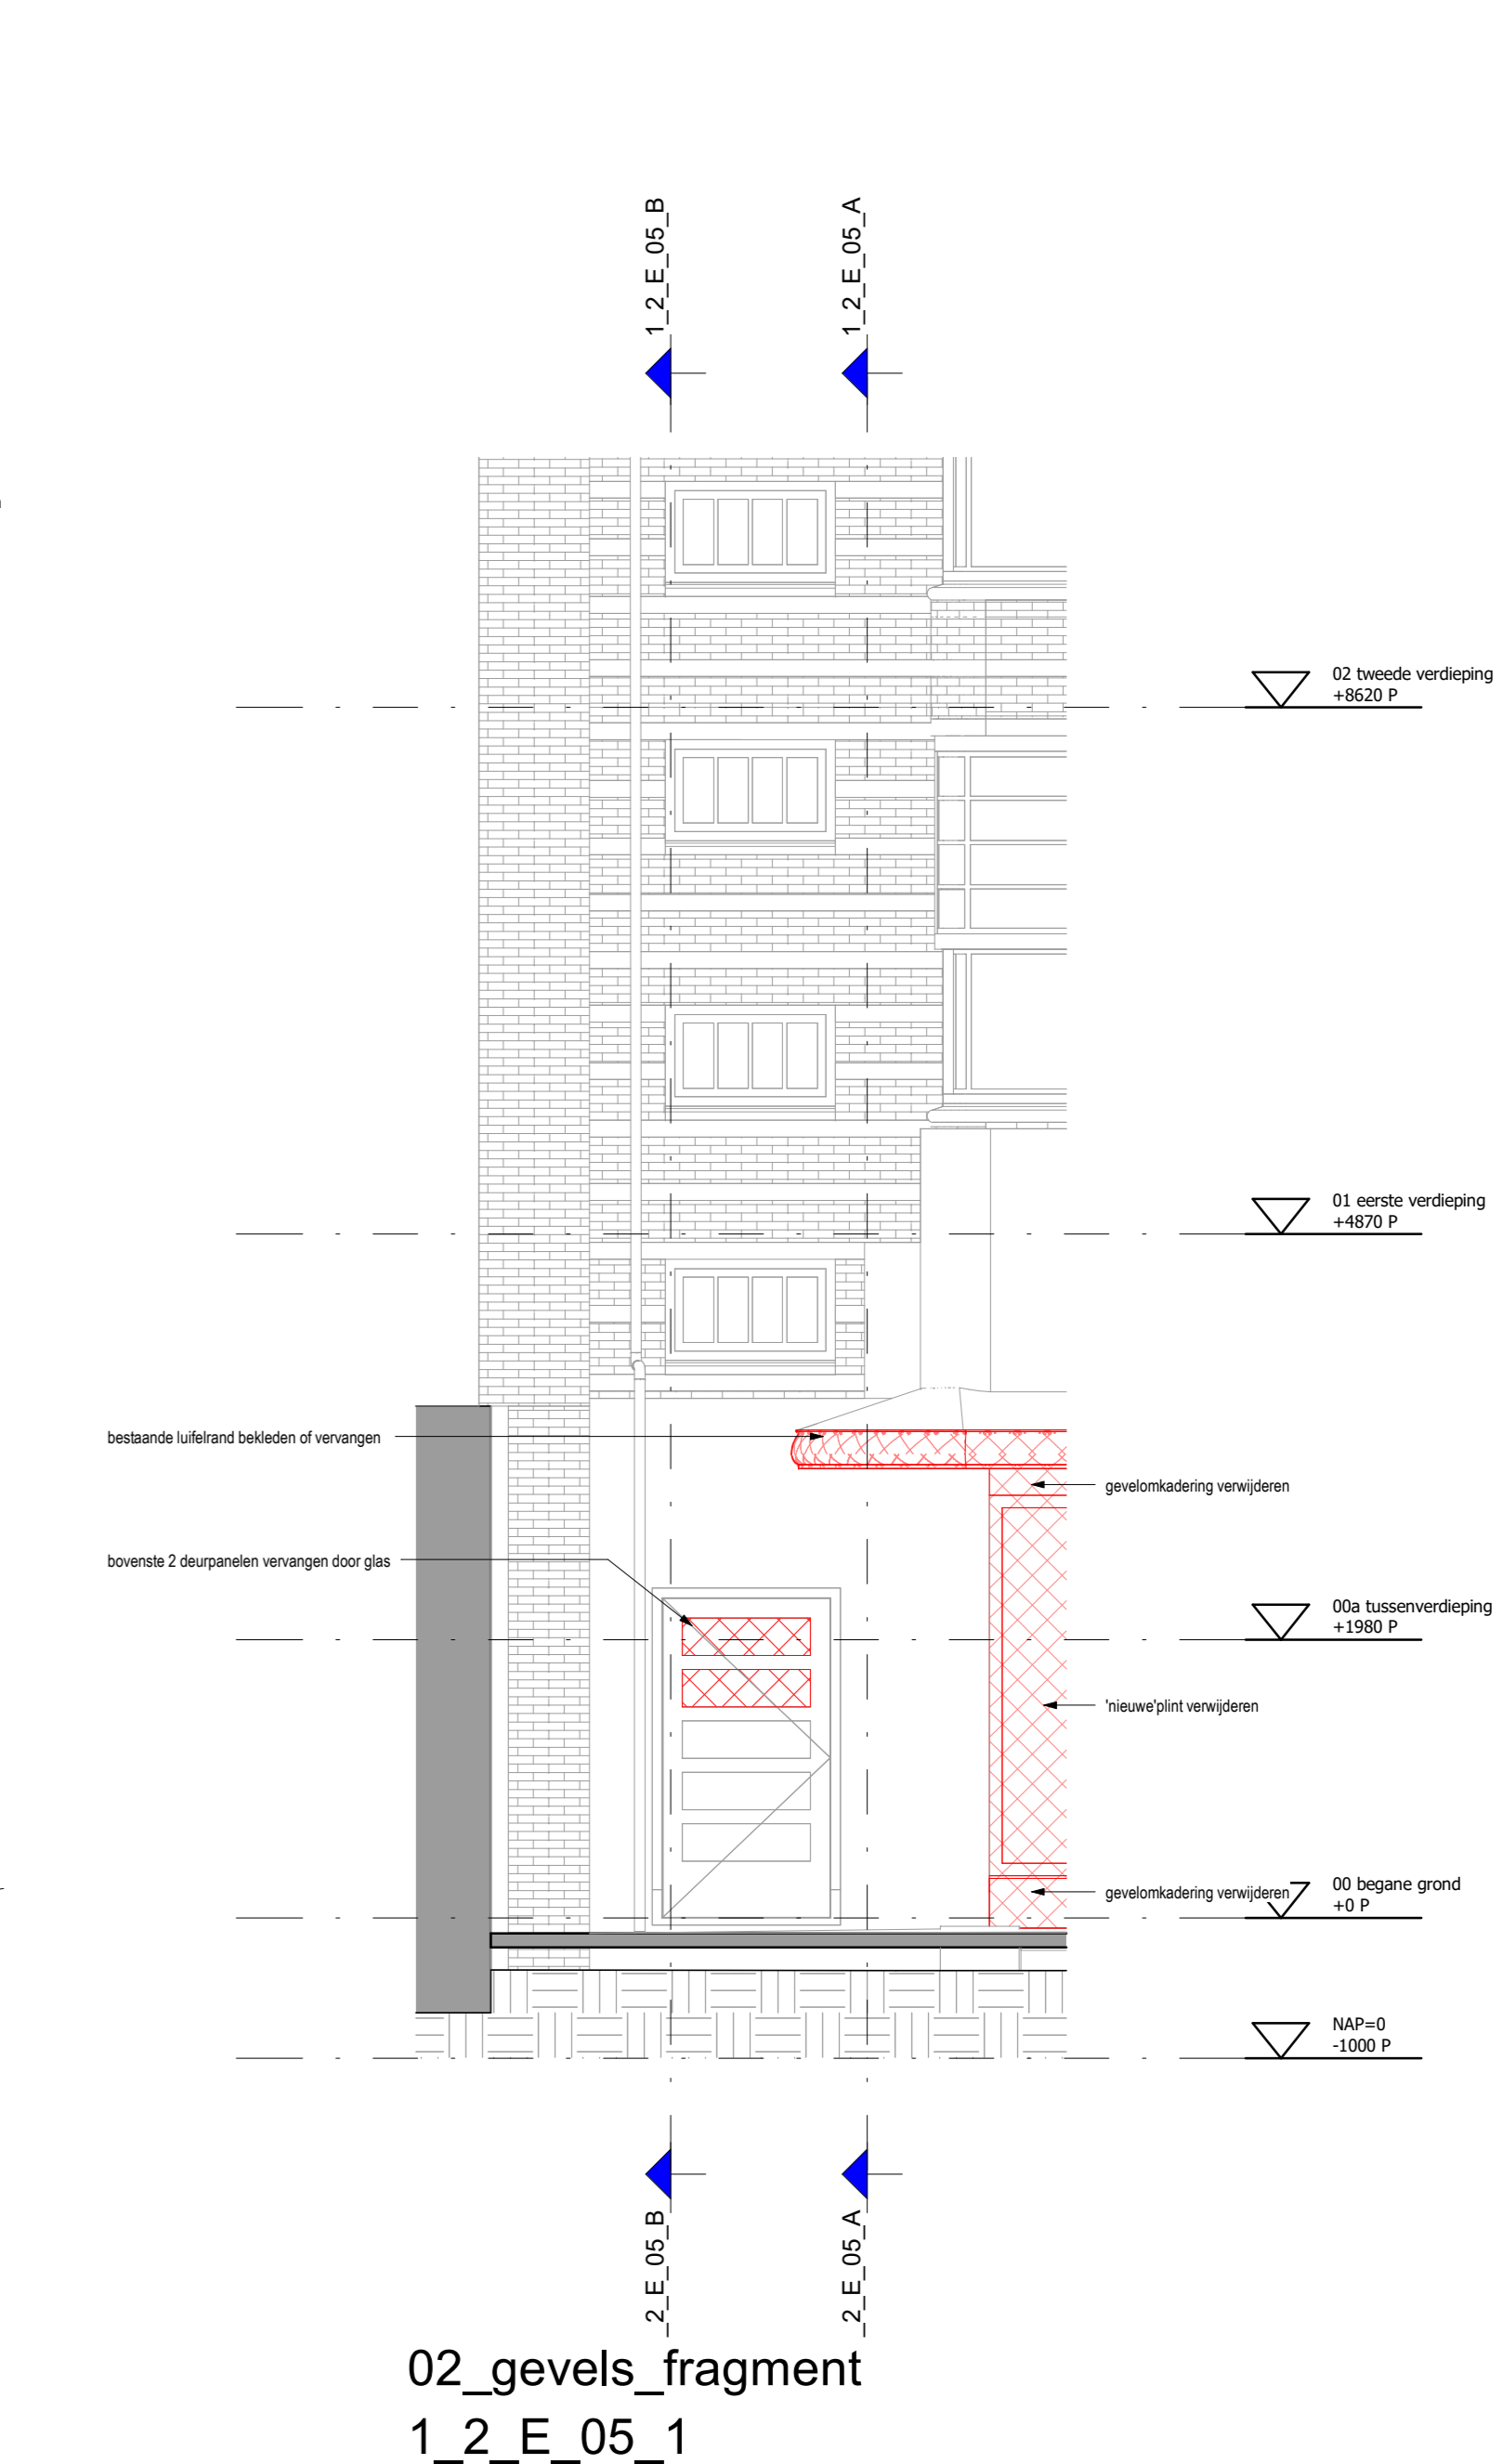 1_2_E_05_B
1_2_E_05_A
02 tweede verdieping
+8620 P
01 eerste verdieping
+4870 P
bestaande luifelrand bekleden of vervangen
gevelomkadering verwijderen
bovenste 2 deurpanelen vervangen door glas
00a tussenverdieping
+1980 P
'nieuwe'plint verwijderen
gevelomkadering verwijderen
00 begane grond
+0 P
NAP=0
-1000 P
_2_E_05_B
_2_E_05_A
02_gevels_fragment
1_2_E_05_1